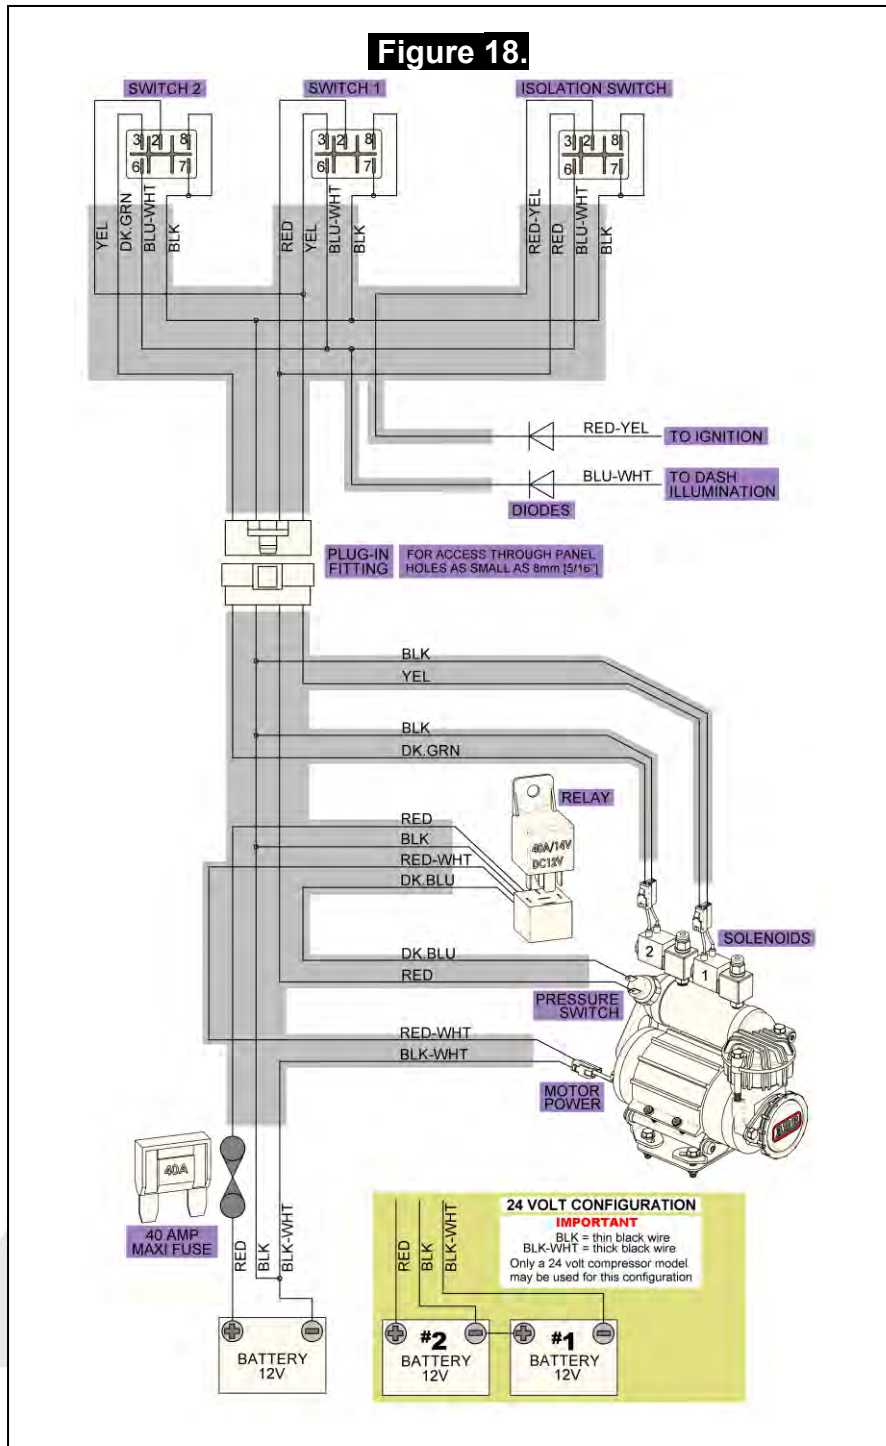 Figure 18.
SWITCH 2
SWITCH 1
ISOLATION SWITCH
3 2 8
6 7
3 2 8
6 7
3 2 8
6 7
YEL
DK.GRN
BLU-WHT
BLK
RED
YEL
BLU-WHT
BLK
RED-YEL
RED
BLU-WHT
BLK
RED-YEL
TO IGNITION
BLU-WHT
TO DASH
ILLUMINATION
DIODES
PLUG-IN
FITTING
FOR ACCESS THROUGH PANEL
HOLES AS SMALL AS 8mm [5/16"]
BLK
YEL
BLK
DK.GRN
RELAY
40A/14V
DC12V
RED
BLK
RED-WHT
DK.BLU
SOLENOIDS
2
1
DK.BLU
RED
PRESSURE
SWITCH
RED-WHT
BLK-WHT
MOTOR
POWER
ARB
40A
40 AMP
MAXI FUSE
RED
BLK
BLK-WHT
BATTERY
12V
24 VOLT CONFIGURATION
IMPORTANT
BLK = thin black wire
BLK-WHT = thick black wire
Only a 24 volt compressor model
may be used for this configuration
RED
BLK
BLK-WHT
#2
BATTERY
12V
#1
BATTERY
12V